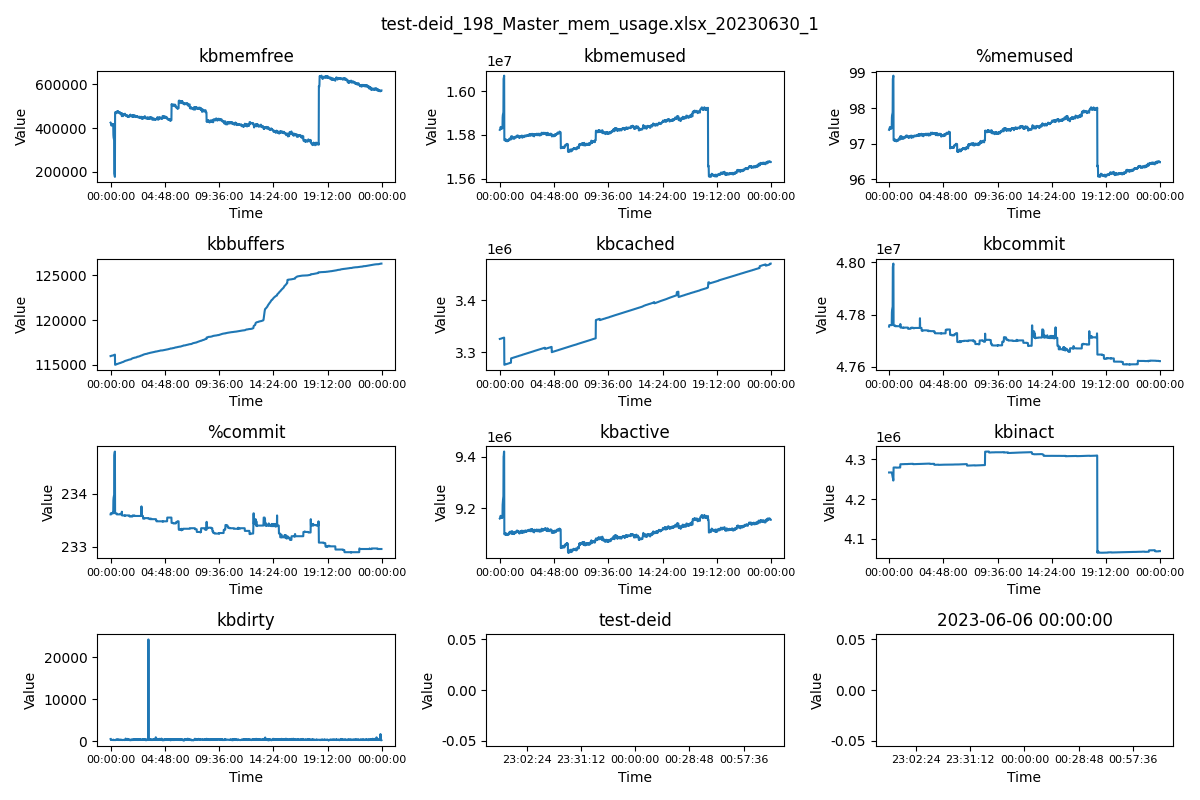 test-deid_198_Master_mem_usage.xlsx_20230630_1
kbmemfree
600000
400000
200000
Value
00:00:00 04:48:00 09:36:00 14:24:00 19:12:00 00:00:00
Time
kbmemused
1e7
1.60
1.58
1.56
Value
00:00:00 04:48:00 09:36:00 14:24:00 19:12:00 00:00:00
Time
%memused
99
98
97
96
Value
00:00:00 04:48:00 09:36:00 14:24:00 19:12:00 00:00:00
Time
kbbuffers
125000
120000
115000
Value
00:00:00 04:48:00 09:36:00 14:24:00 19:12:00 00:00:00
Time
kbcached
1e6
3.4
3.3
Value
00:00:00 04:48:00 09:36:00 14:24:00 19:12:00 00:00:00
Time
kbcommit
1e7
4.80
4.78
4.76
Value
00:00:00 04:48:00 09:36:00 14:24:00 19:12:00 00:00:00
Time
%commit
234
233
Value
00:00:00 04:48:00 09:36:00 14:24:00 19:12:00 00:00:00
Time
kbactive
1e6
9.4
9.2
Value
00:00:00 04:48:00 09:36:00 14:24:00 19:12:00 00:00:00
Time
kbinact
1e6
4.3
4.2
4.1
Value
00:00:00 04:48:00 09:36:00 14:24:00 19:12:00 00:00:00
Time
kbdirty
20000
10000
0
Value
00:00:00 04:48:00 09:36:00 14:24:00 19:12:00 00:00:00
Time
test-deid
0.05
0.00
-0.05
Value
23:02:24 23:31:12 00:00:00 00:28:48 00:57:36
Time
2023-06-06 00:00:00
0.05
0.00
-0.05
Value
23:02:24 23:31:12 00:00:00 00:28:48 00:57:36
Time